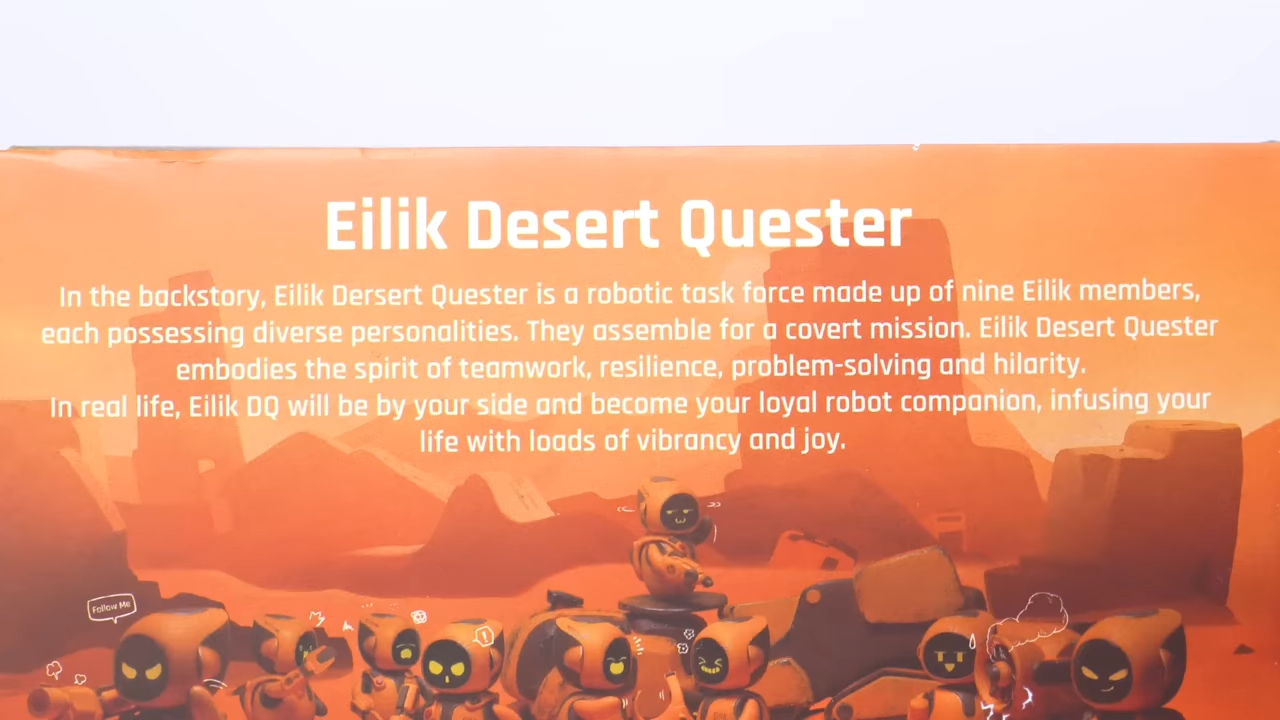 Eilik Desert Quester
In the backstory, Eilik Dersert Quester is a robotic task force made up of nine Eilik members,
each possessing diverse personalities. They assemble for a covert mission. Eilik Desert Quester
embodies the spirit of teamwork, resilience, problem-solving and hilarity.
In real life, Eilik DQ will be by your side and become your loyal robot companion, infusing your
life with loads of vibrancy and joy.
Follow Me